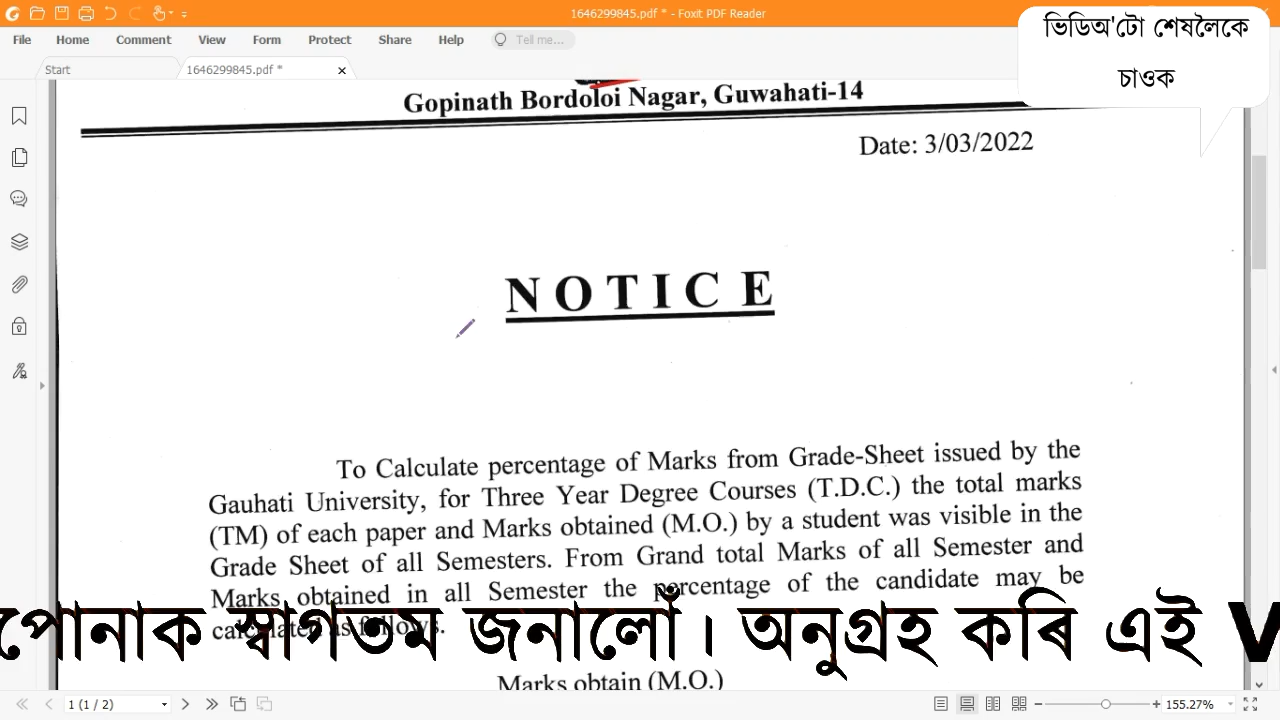 1646299845.pdf * - Foxit PDF Reader
File Home Comment View Form Protect Share Help Tell me...
Start 1646299845.pdf *
ভিডিঅ'টো শেষলৈকে
চাওক
Gopinath Bordoloi Nagar, Guwahati-14
Date: 3/03/2022
NOTICE
To Calculate percentage of Marks from Grade-Sheet issued by the
Gauhati University, for Three Year Degree Courses (T.D.C.) the total marks
(TM) of each paper and Marks obtained (M.O.) by a student was visible in the
Grade Sheet of all Semesters. From Grand total Marks of all Semester and
Marks obtained in all Semester the percentage of the candidate may be
calculated as follows.
পোনাক স্বাগতম জনালোঁ। অনুগ্ৰহ কৰি এই V
Marks obtain (M.O.)
1 (1 / 2) 155.27%